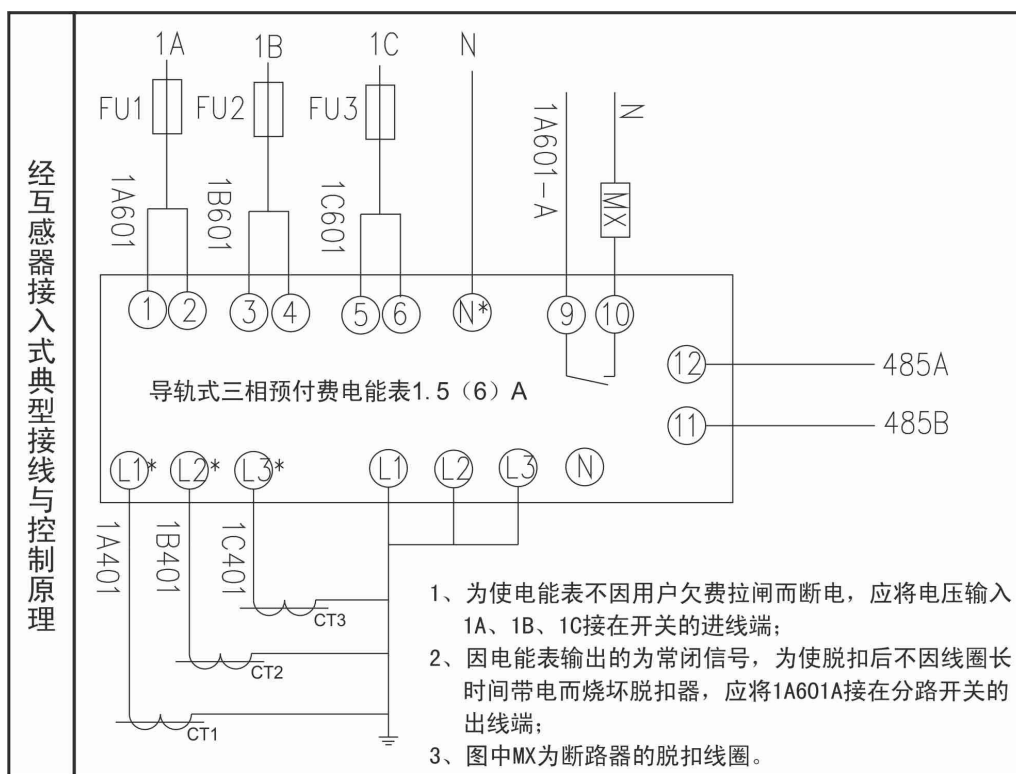 经互感器接入式典型接线与控制原理
1A 1B 1C N
FU1 FU2 FU3
1A601 1B601 1C601 1A601-A N
MX
1 2 3 4 5 6 N* 9 10
12 485A
导轨式三相预付费电能表1.5（6）A
11 485B
L1* L2* L3* L1 L2 L3 N
1A401 1B401 1C401
CT3
CT2
CT1
1、为使电能表不因用户欠费拉闸而断电，应将电压输入
1A、1B、1C接在开关的进线端；
2、因电能表输出的为常闭信号，为使脱扣后不因线圈长
时间带电而烧坏脱扣器，应将1A601A接在分路开关的
出线端；
3、图中MX为断路器的脱扣线圈。